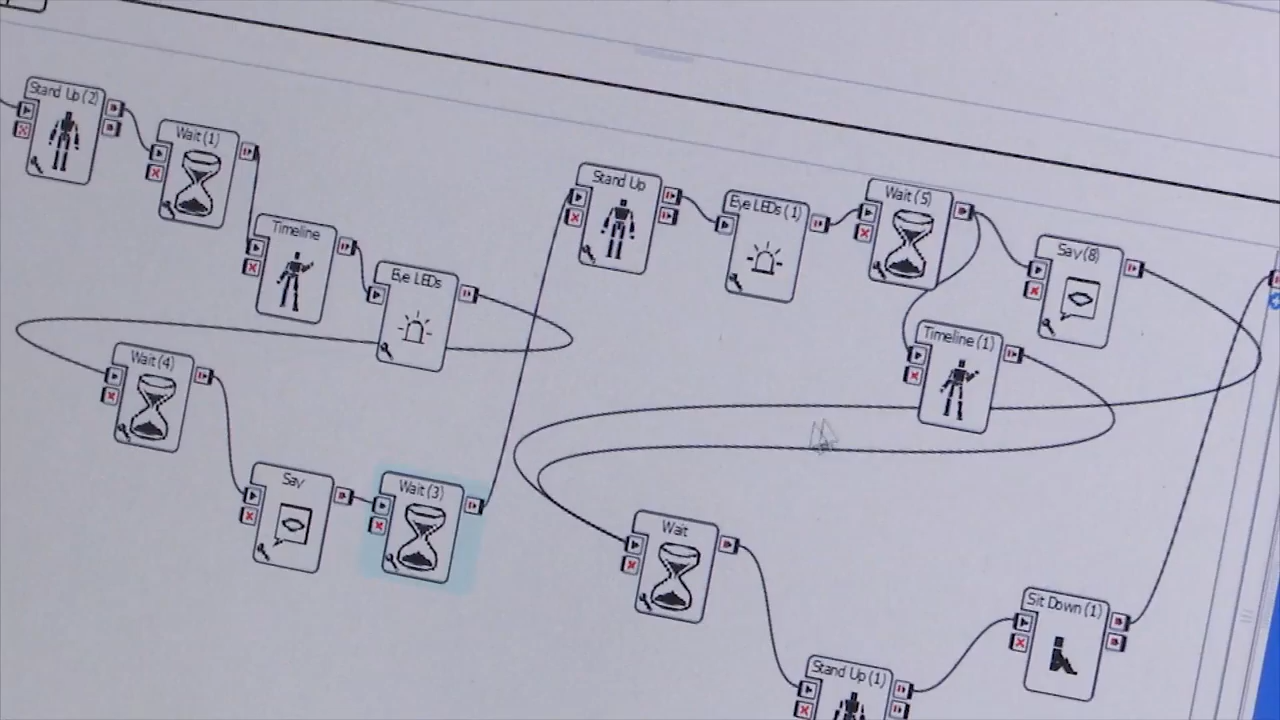 Stand Up (2)
Wait (1)
Timeline
Eye LEDs
Wait (4)
Say
Wait (3)
Stand Up
Eye LEDs (1)
Wait (5)
Say (8)
Timeline (1)
Wait
Stand Up (1)
Sit Down (1)